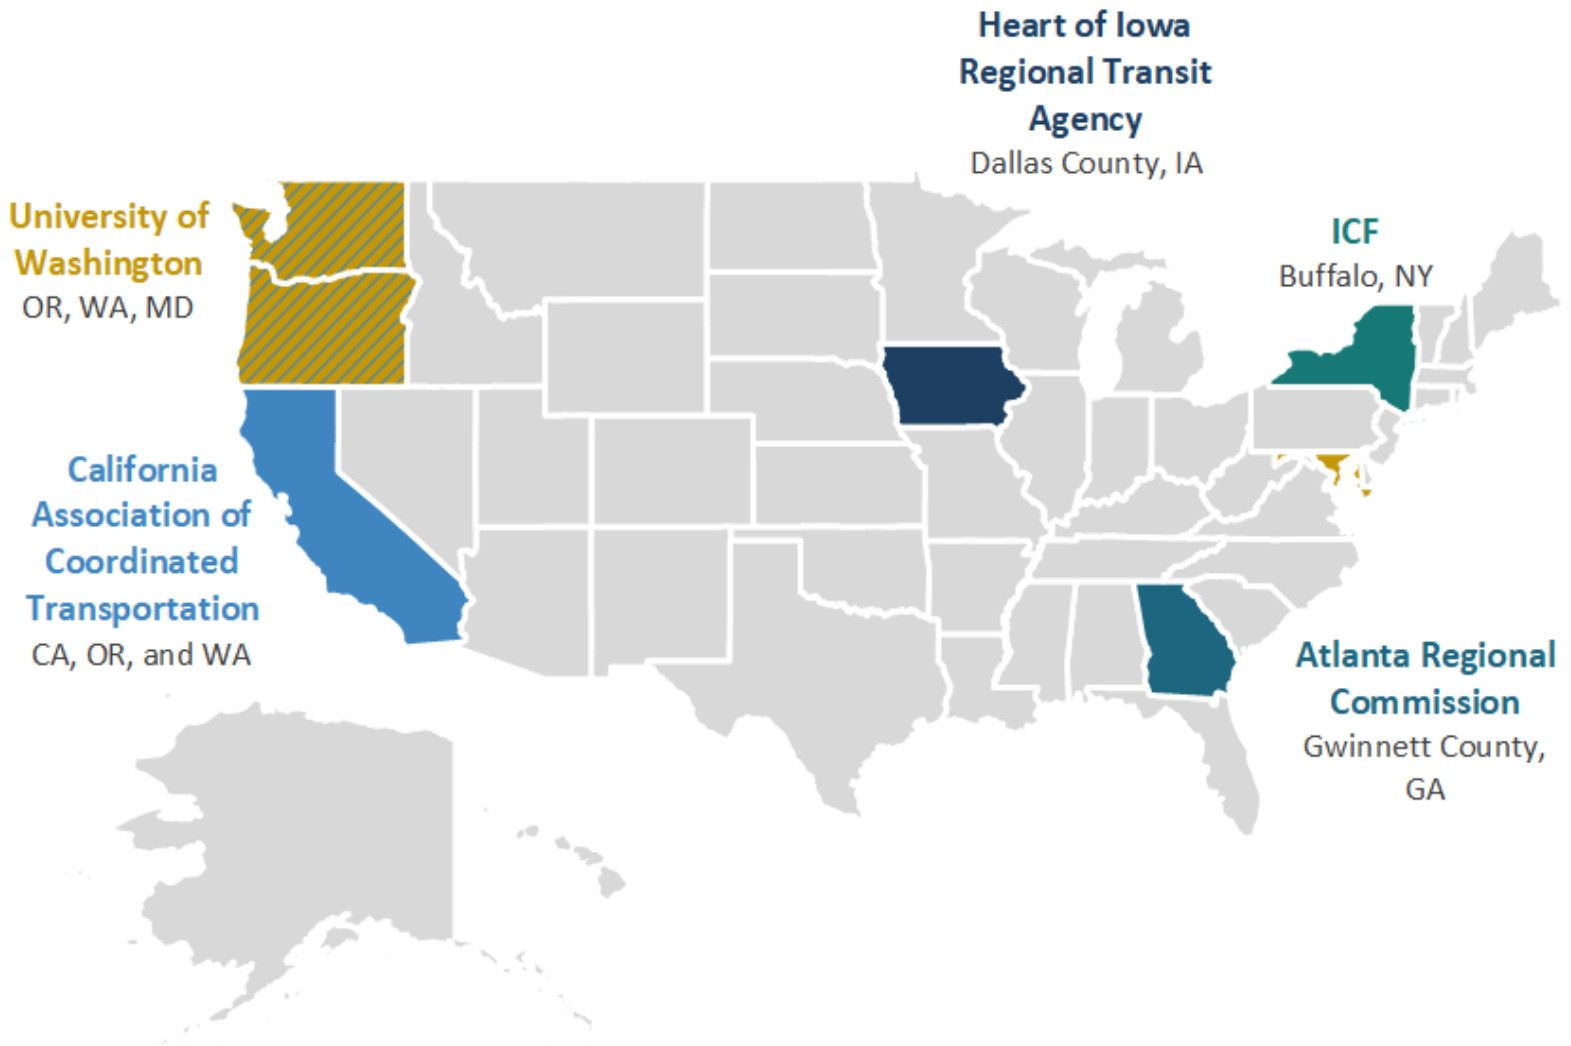 Heart of Iowa
Regional Transit
Agency
Dallas County, IA
University of
Washington
OR, WA, MD
ICF
Buffalo, NY
California
Association of
Coordinated
Transportation
CA, OR, and WA
Atlanta Regional
Commission
Gwinnett County,
GA